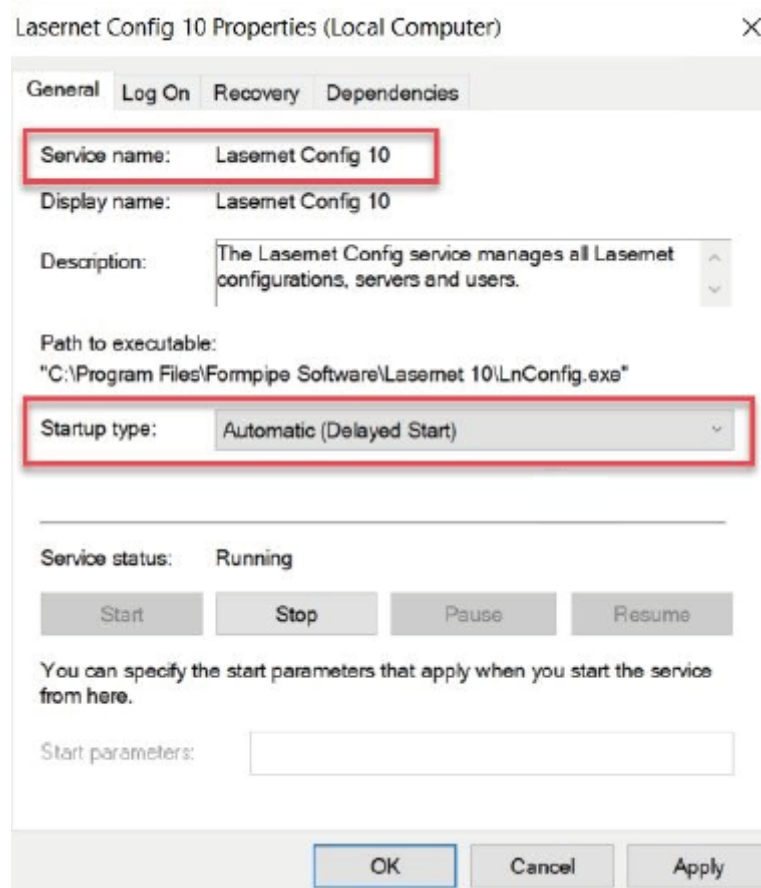 Lasernet Config 10 Properties (Local Computer)
General Log On Recovery Dependencies
Service name: Lasernet Config 10
Display name: Lasernet Config 10
Description: The Lasernet Config service manages all Lasernet
configurations, servers and users.
Path to executable:
"C:\Program Files\Formpipe Software\Lasernet 10\LnConfig.exe"
Startup type: Automatic (Delayed Start)
Service status: Running
Start Stop Pause Resume
You can specify the start parameters that apply when you start the service
from here.
Start parameters:
OK Cancel Apply